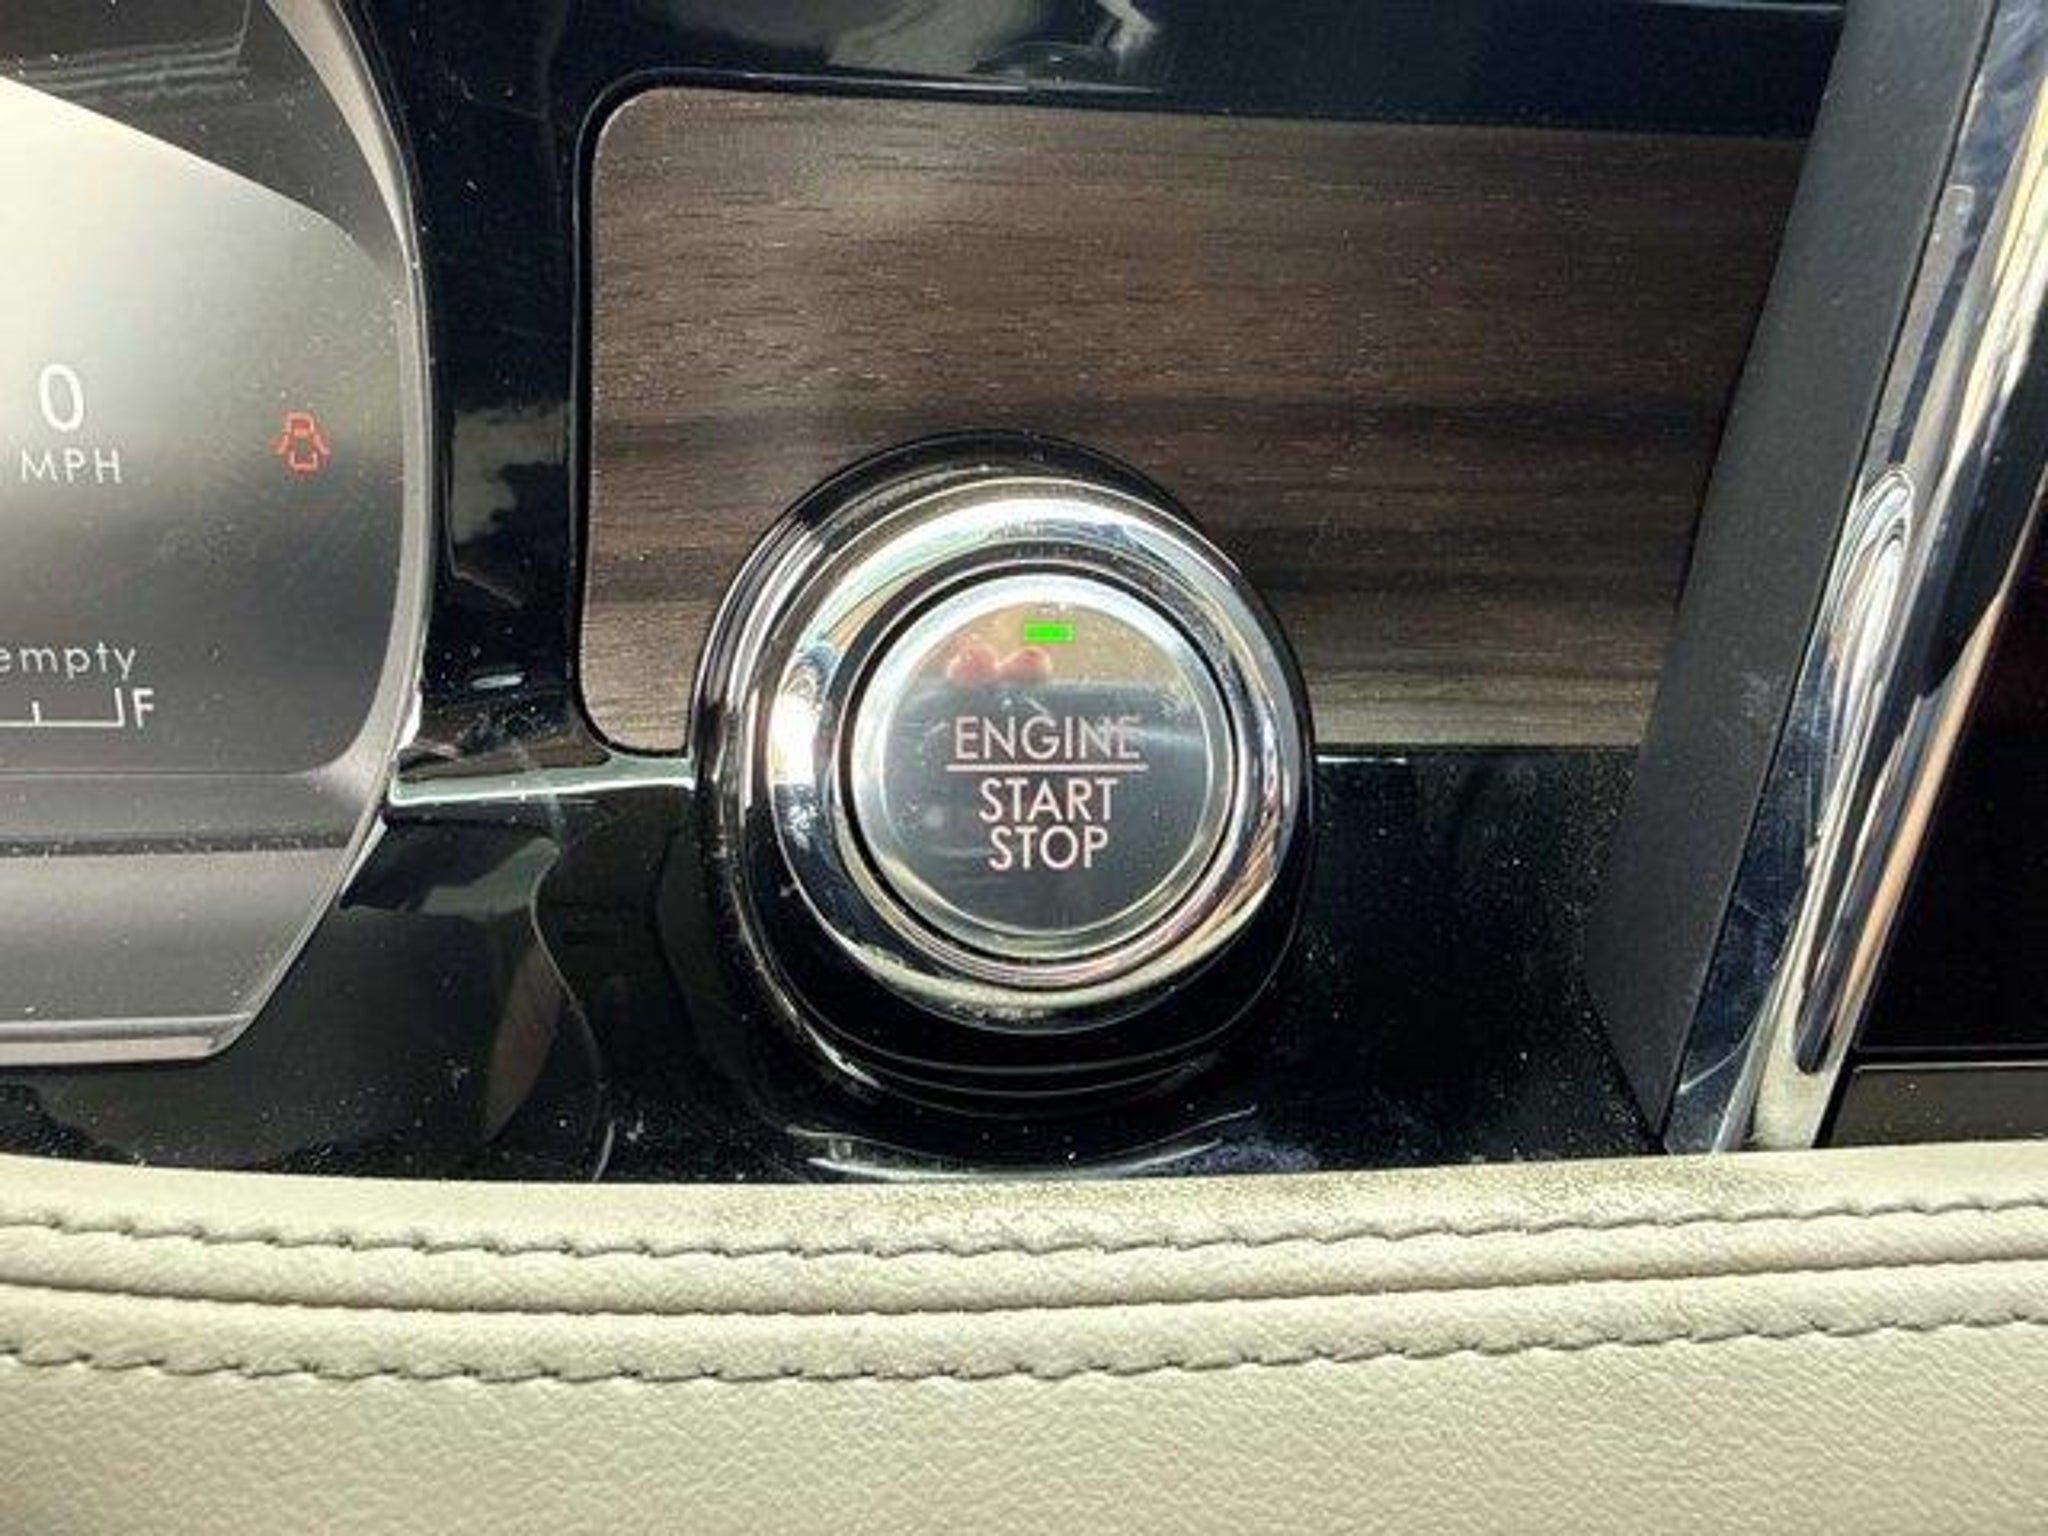 0
MPH
empty
F
ENGINE
START
STOP